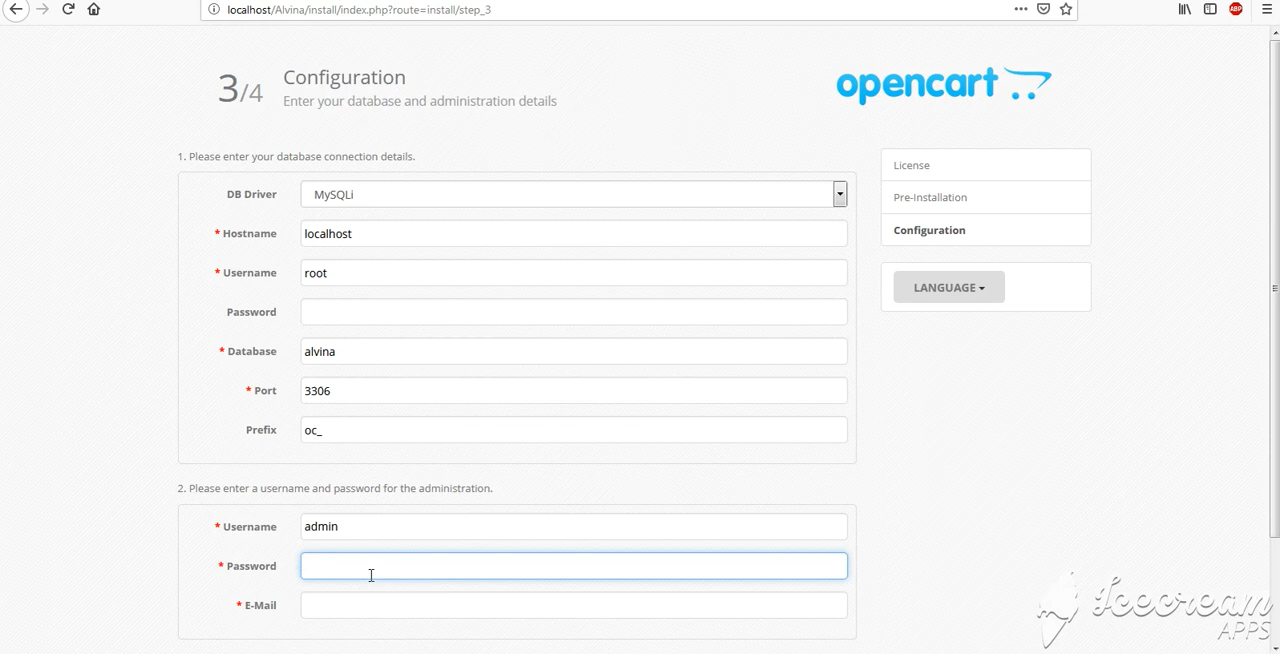 localhost/Alvina/install/index.php?route=install/step_3
ABP
3/4
Configuration
Enter your database and administration details
opencart
1. Please enter your database connection details.
DB Driver
MySQLi
* Hostname
localhost
* Username
root
Password
* Database
alvina
* Port
3306
Prefix
oc_
License
Pre-Installation
Configuration
LANGUAGE
2. Please enter a username and password for the administration.
* Username
admin
* Password
* E-Mail
Icecream
APPS